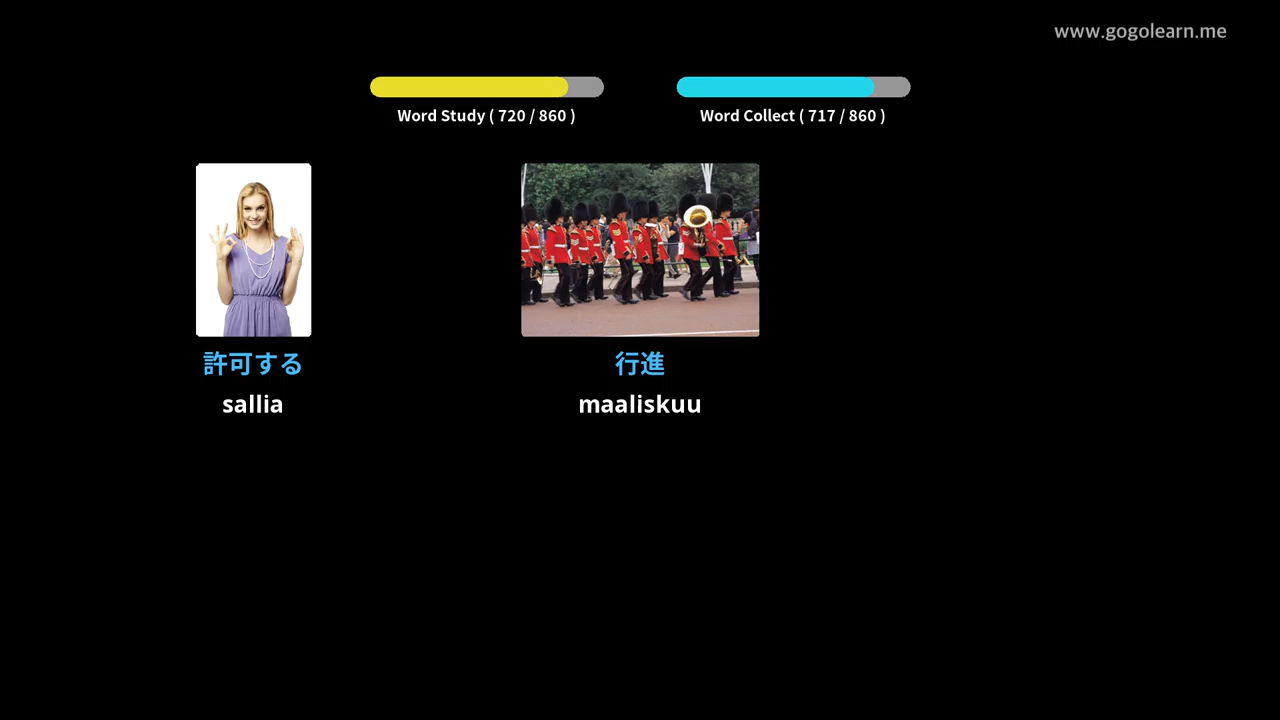 www.gogolearn.me
Word Study ( 720 / 860 )
Word Collect ( 717 / 860 )
許可する
sallia
行進
maaliskuu